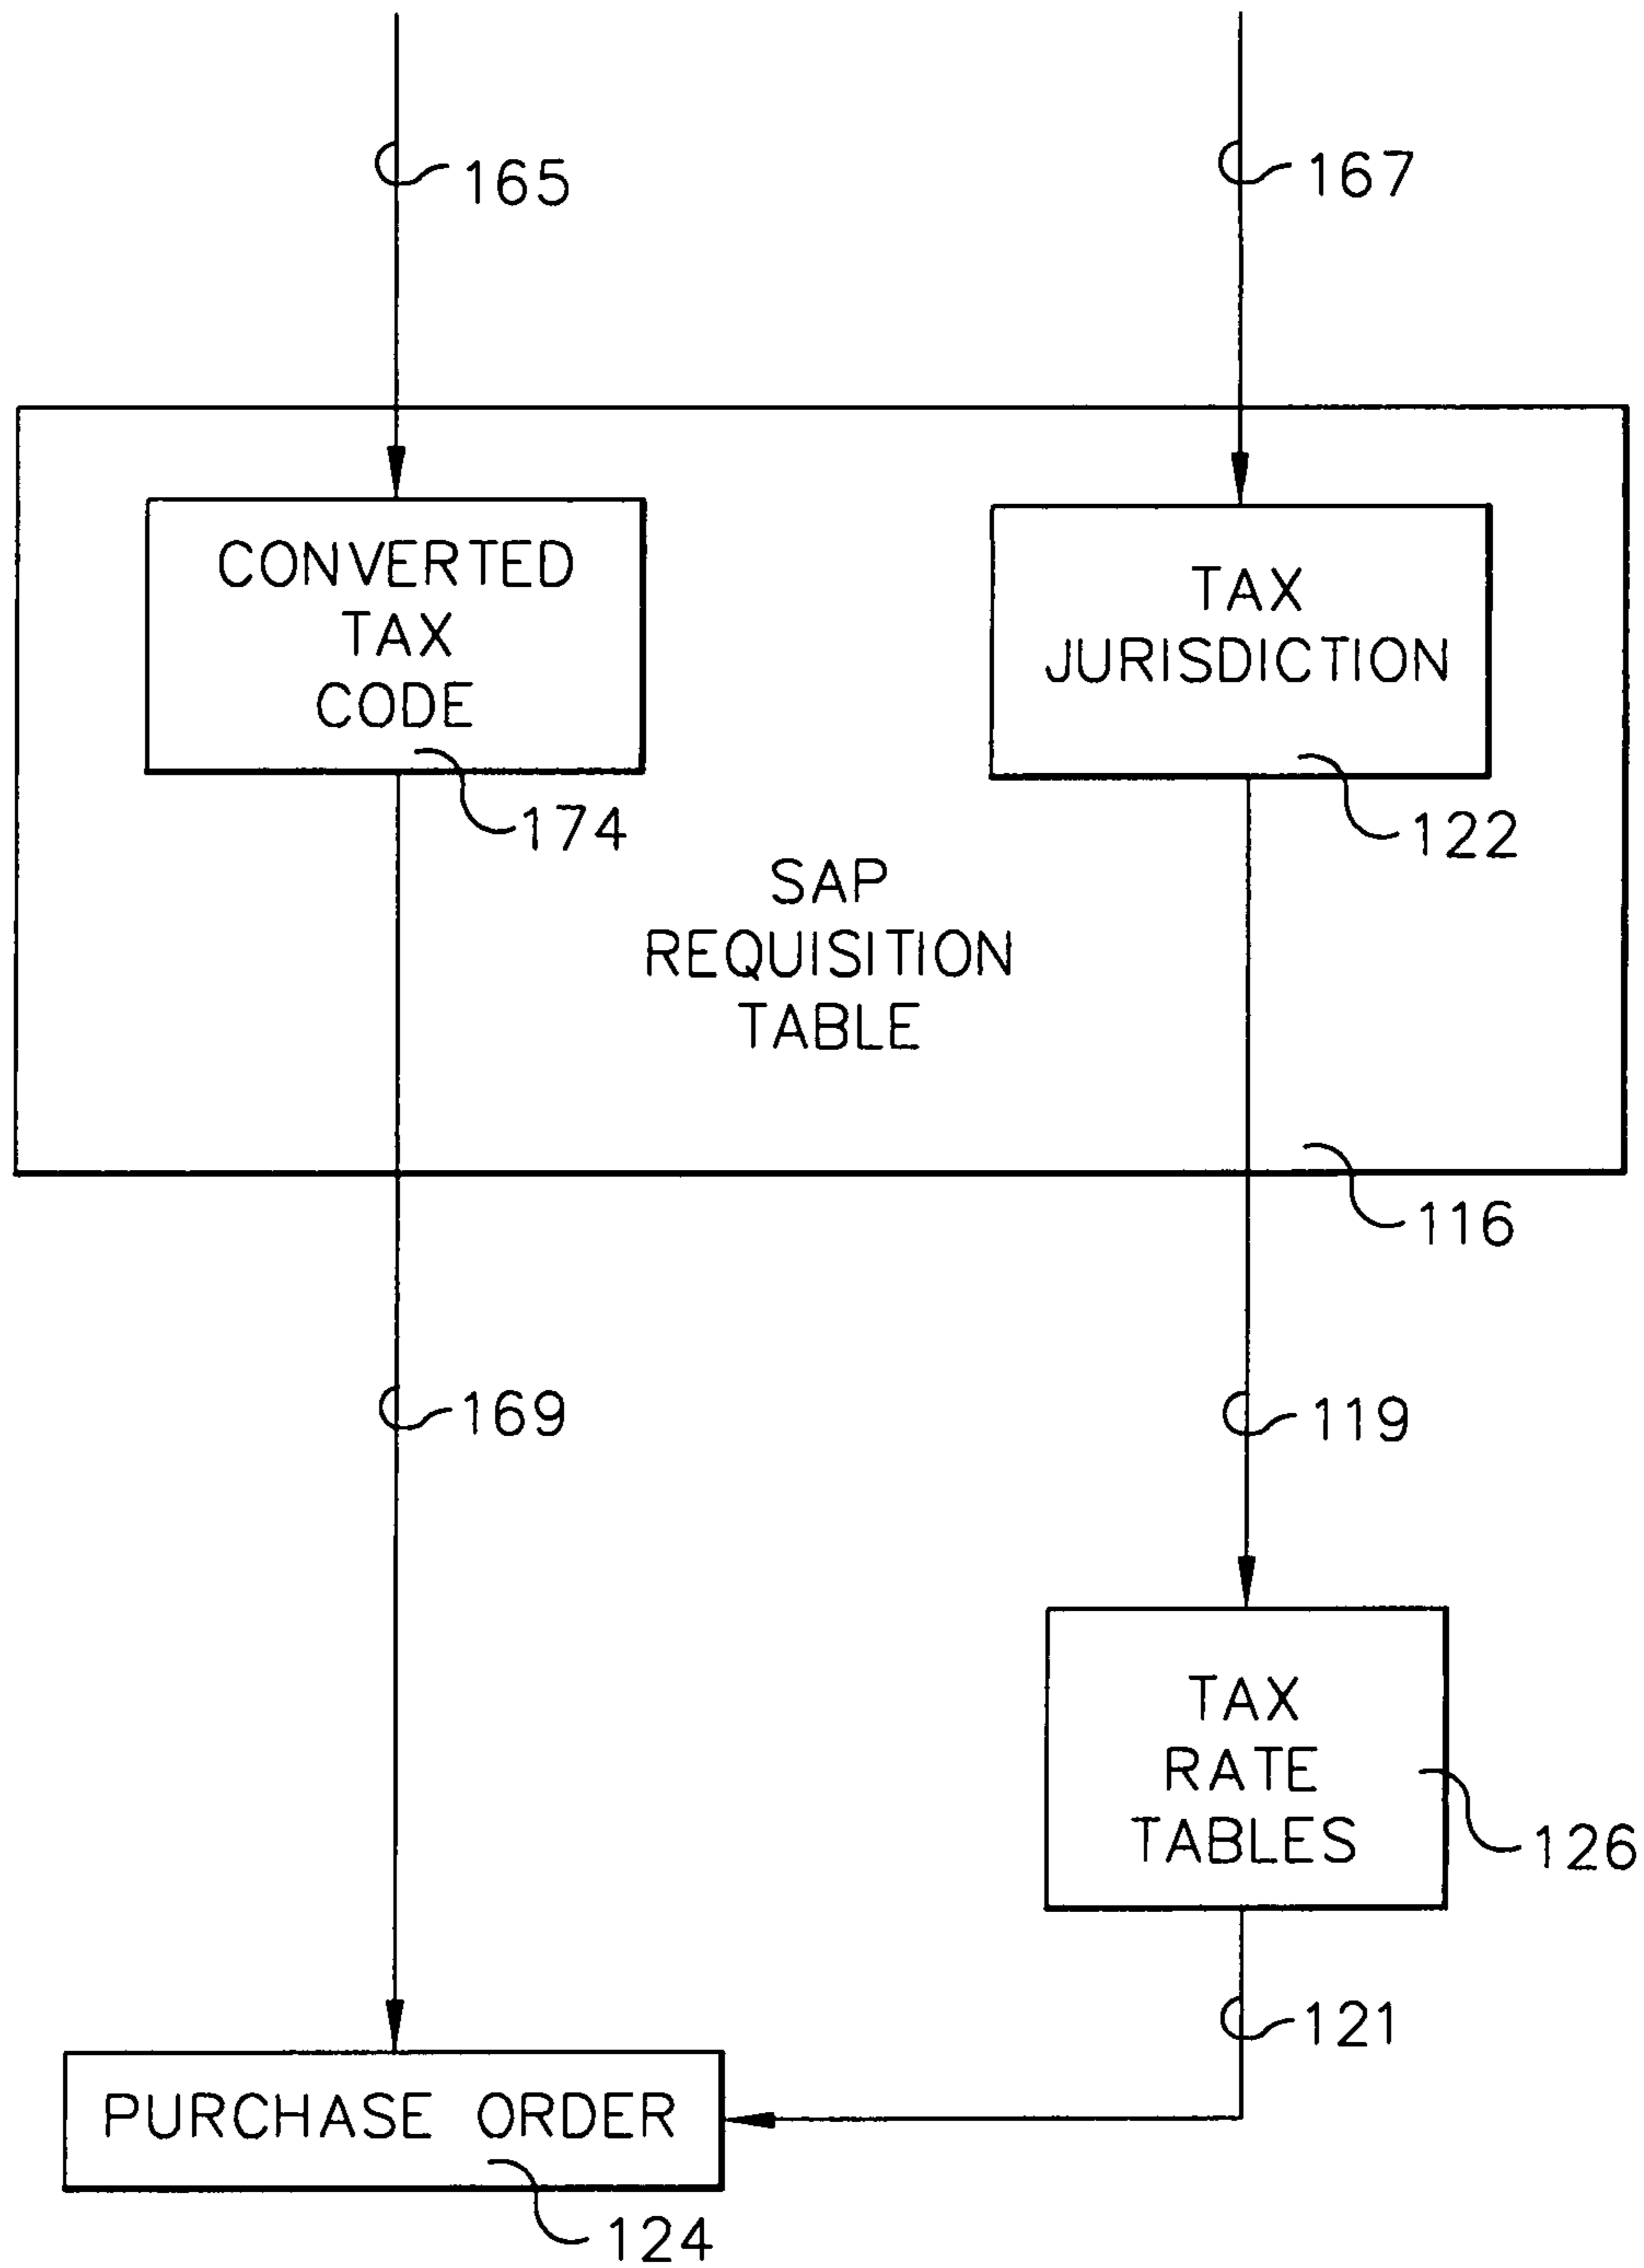 165
167
CONVERTED
TAX
CODE
174
TAX
JURISDICTION
122
SAP
REQUISITION
TABLE
116
169
119
TAX
RATE
TABLES
126
121
PURCHASE ORDER
124